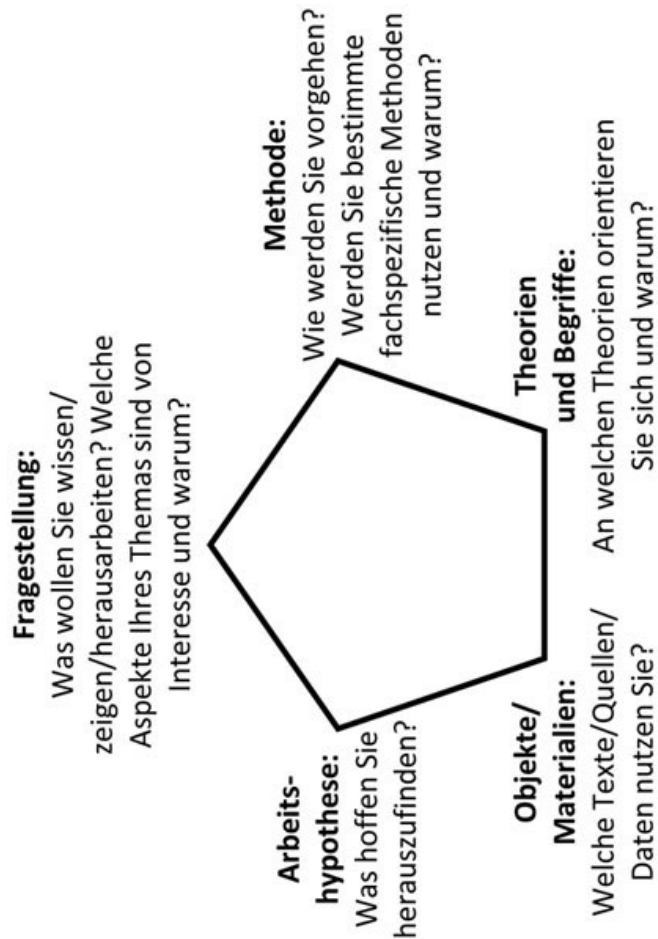 Fragestellung:
Was wollen Sie wissen/
zeigen/herausarbeiten? Welche
Aspekte Ihres Themas sind von
Interesse und warum?
Methode:
Wie werden Sie vorgehen?
Werden Sie bestimmte
fachspezifische Methoden
nutzen und warum?
Theorien
und Begriffe:
An welchen Theorien orientieren
Sie sich und warum?
Objekte/
Materialien:
Welche Texte/Quellen/
Daten nutzen Sie?
Arbeits-
hypothese:
Was hoffen Sie
herauszufinden?